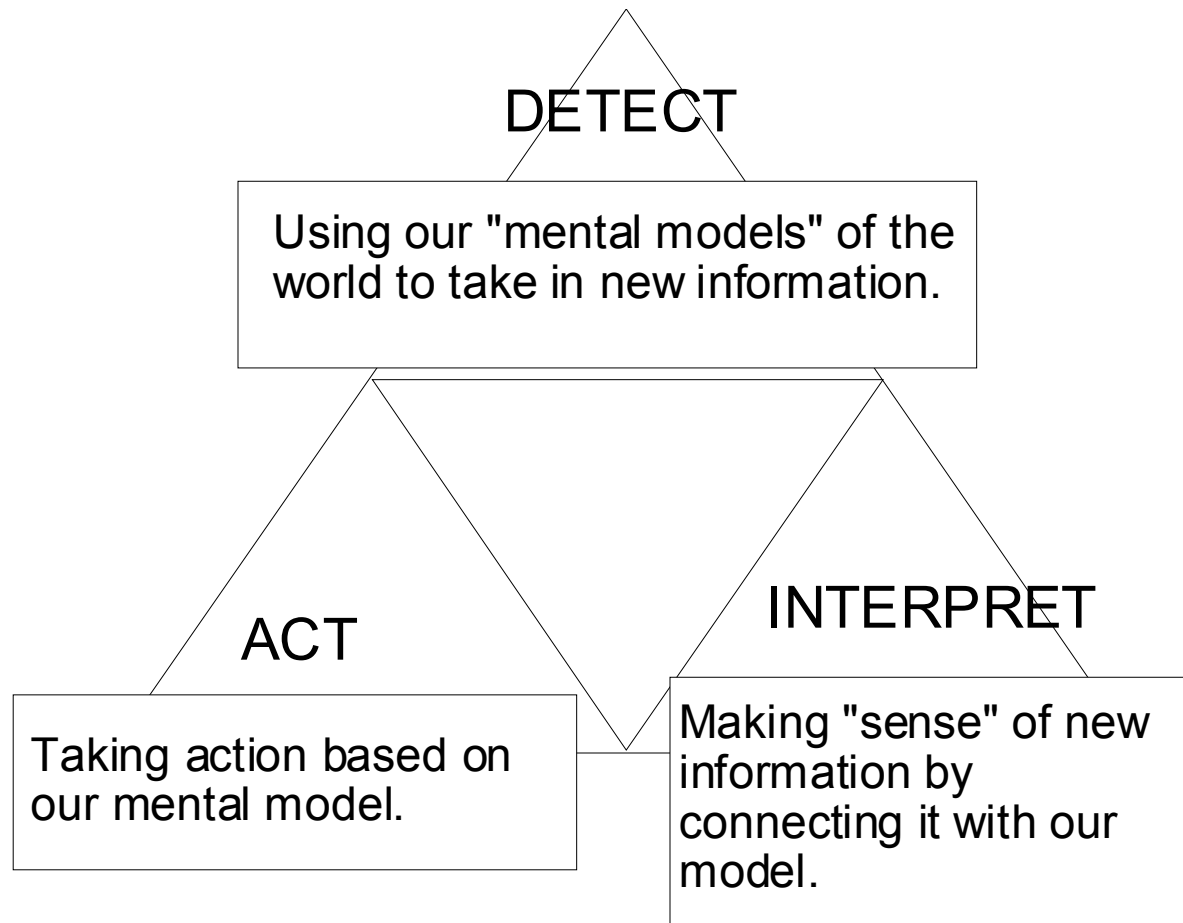 DETECT
Using our "mental models" of the
world to take in new information.
ACT
Taking action based on
our mental model.
INTERPRET
Making "sense" of new
information by
connecting it with our
model.